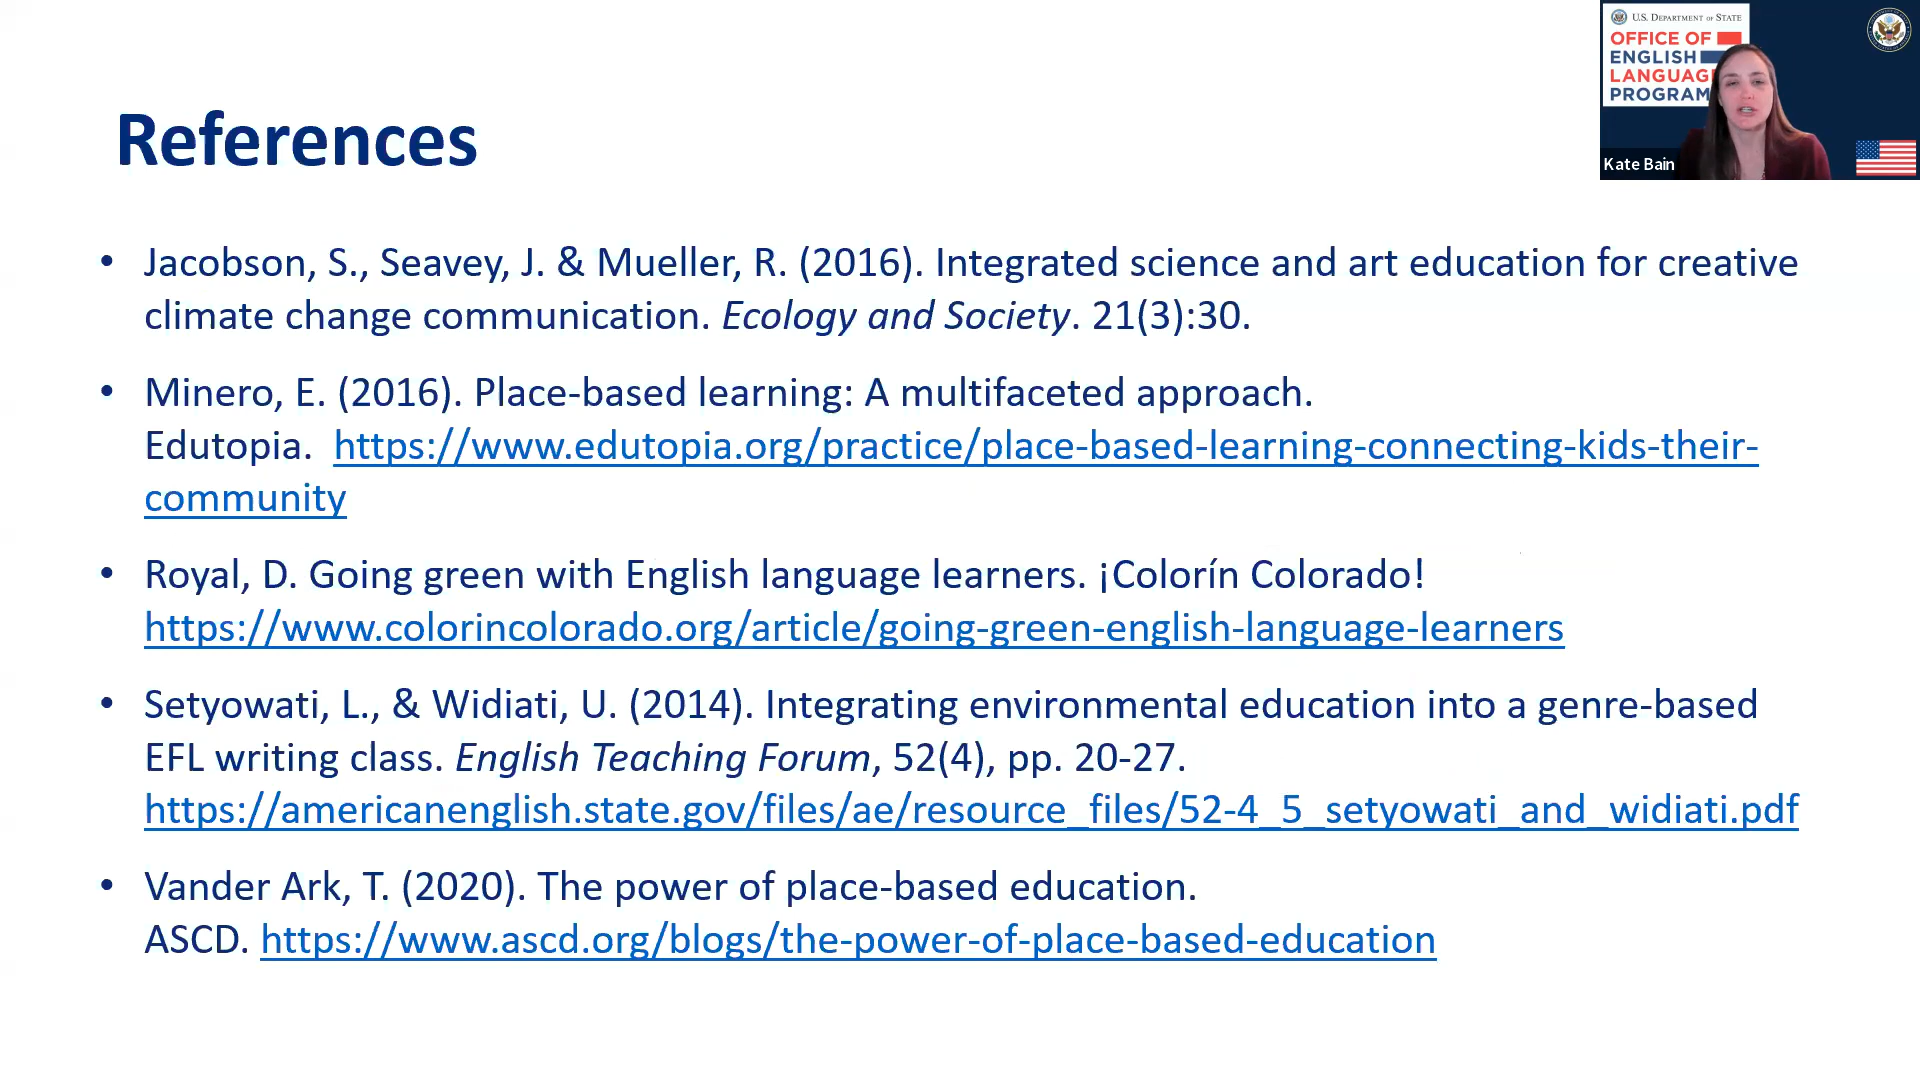 U.S. DEPARTMENT OF STATE
OFFICE OF
ENGLISH
LANGUAG
PROGRAM
Kate Bain
References
• Jacobson, S., Seavey, J. & Mueller, R. (2016). Integrated science and art education for creative
climate change communication. Ecology and Society. 21(3):30.
• Minero, E. (2016). Place-based learning: A multifaceted approach.
Edutopia. https://www.edutopia.org/practice/place-based-learning-connecting-kids-their-
community
• Royal, D. Going green with English language learners. ¡Colorín Colorado!
https://www.colorincolorado.org/article/going-green-english-language-learners
• Setyowati, L., & Widiati, U. (2014). Integrating environmental education into a genre-based
EFL writing class. English Teaching Forum, 52(4), pp. 20-27.
https://americanenglish.state.gov/files/ae/resource_files/52-4_5_setyowati_and_widiati.pdf
• Vander Ark, T. (2020). The power of place-based education.
ASCD. https://www.ascd.org/blogs/the-power-of-place-based-education